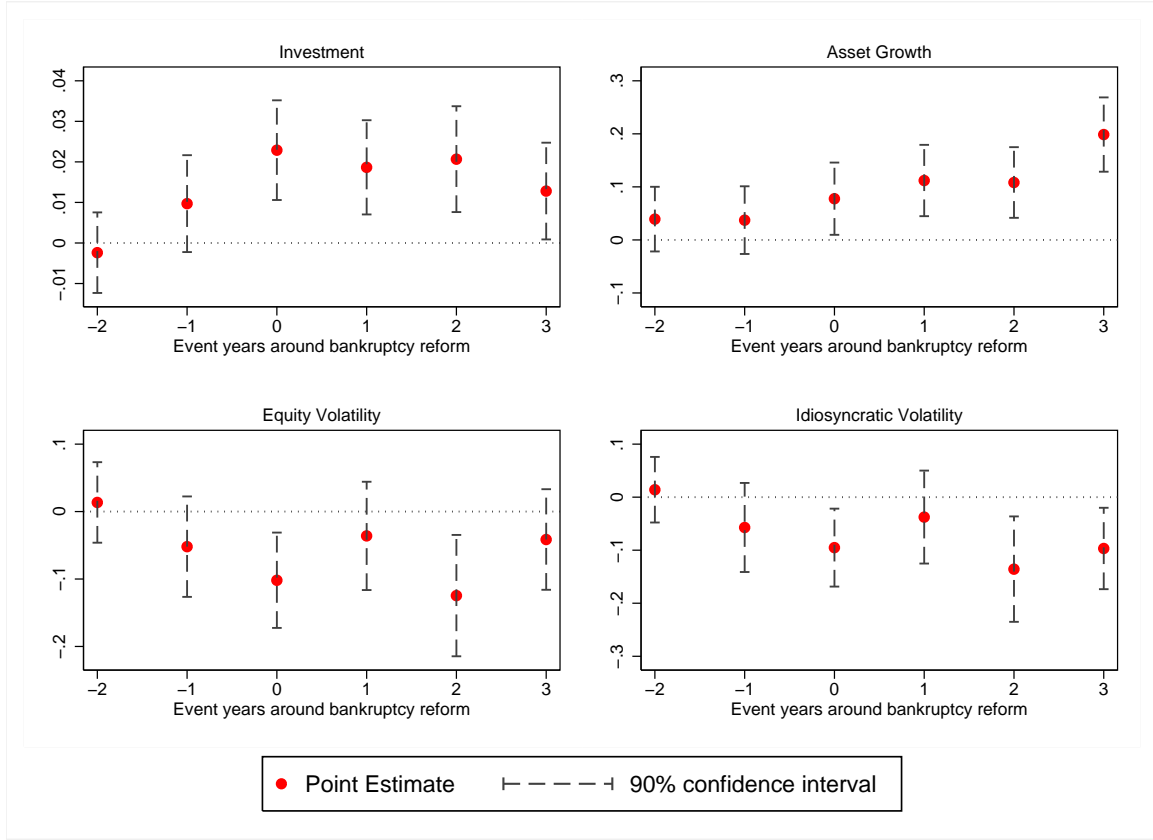 Investment
.04
.03
.02
.01
0
−.01
−2 −1 0 1 2 3
Event years around bankruptcy reform
Asset Growth
.3
.2
.1
0
−.1
−2 −1 0 1 2 3
Event years around bankruptcy reform
Equity Volatility
.1
0
−.1
−.2
−2 −1 0 1 2 3
Event years around bankruptcy reform
Idiosyncratic Volatility
.1
0
−.1
−.2
−.3
−2 −1 0 1 2 3
Event years around bankruptcy reform
Point Estimate 90% confidence interval